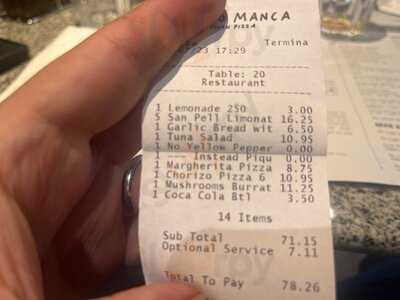 MANCA
PIZZA
23 17:29 Termina
Table: 20
Restaurant
1 Lemonade 250 3.00
5 San Pell Limonat 16.25
1 Garlic Bread wit 6.50
1 Tuna Salad 10.95
1 No Yellow Pepper 0.00
1 --- Instead Piqu 0.00
1 Margherita Pizza 8.75
1 Chorizo Pizza 6 10.95
1 Mushrooms Burrat 11.25
1 Coca Cola Btl 3.50
14 Items
Sub Total 71.15
Optional Service 7.11
Total To Pay 78.26